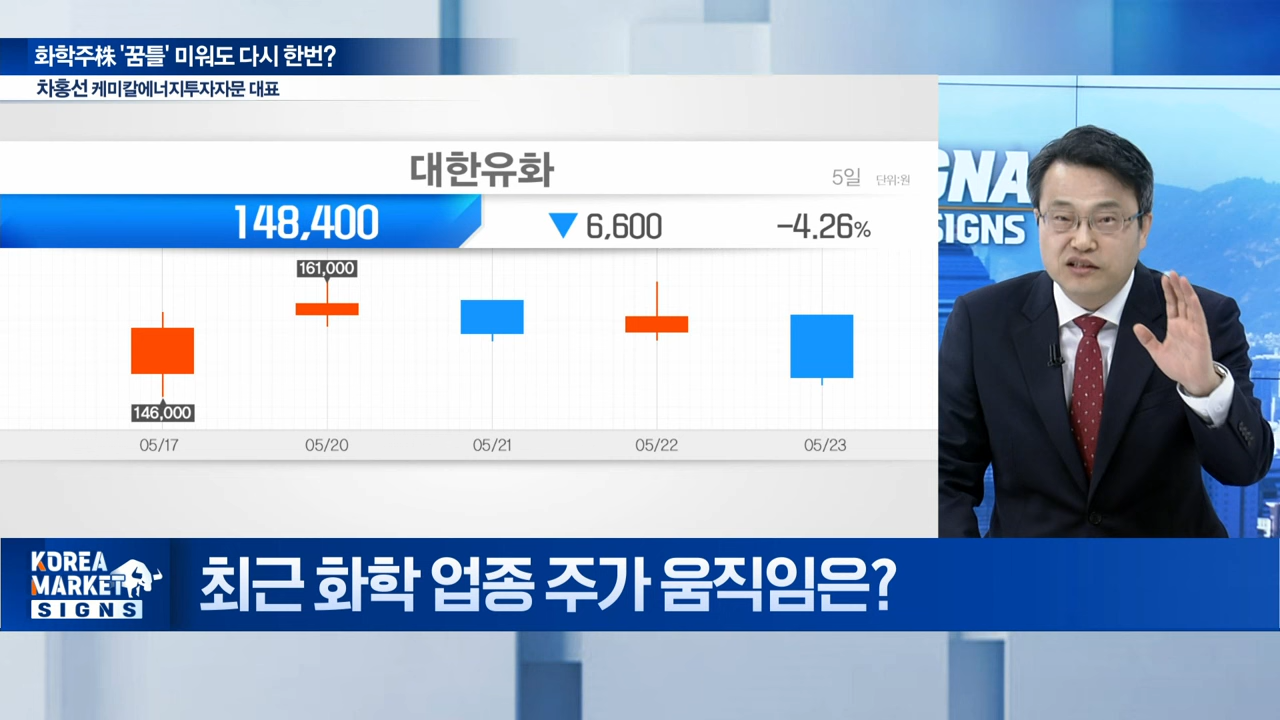 화학주株 '꿈틀' 미워도 다시 한번?
차홍선 케미칼에너지투자자문 대표
대한유화
5일 단위:원
148,400 ▼ 6,600 -4.26%
161,000
146,000
05/17 05/20 05/21 05/22 05/23
GNA
SIGNS
KOREA
MARKET
SIGNS
최근 화학 업종 주가 움직임은?